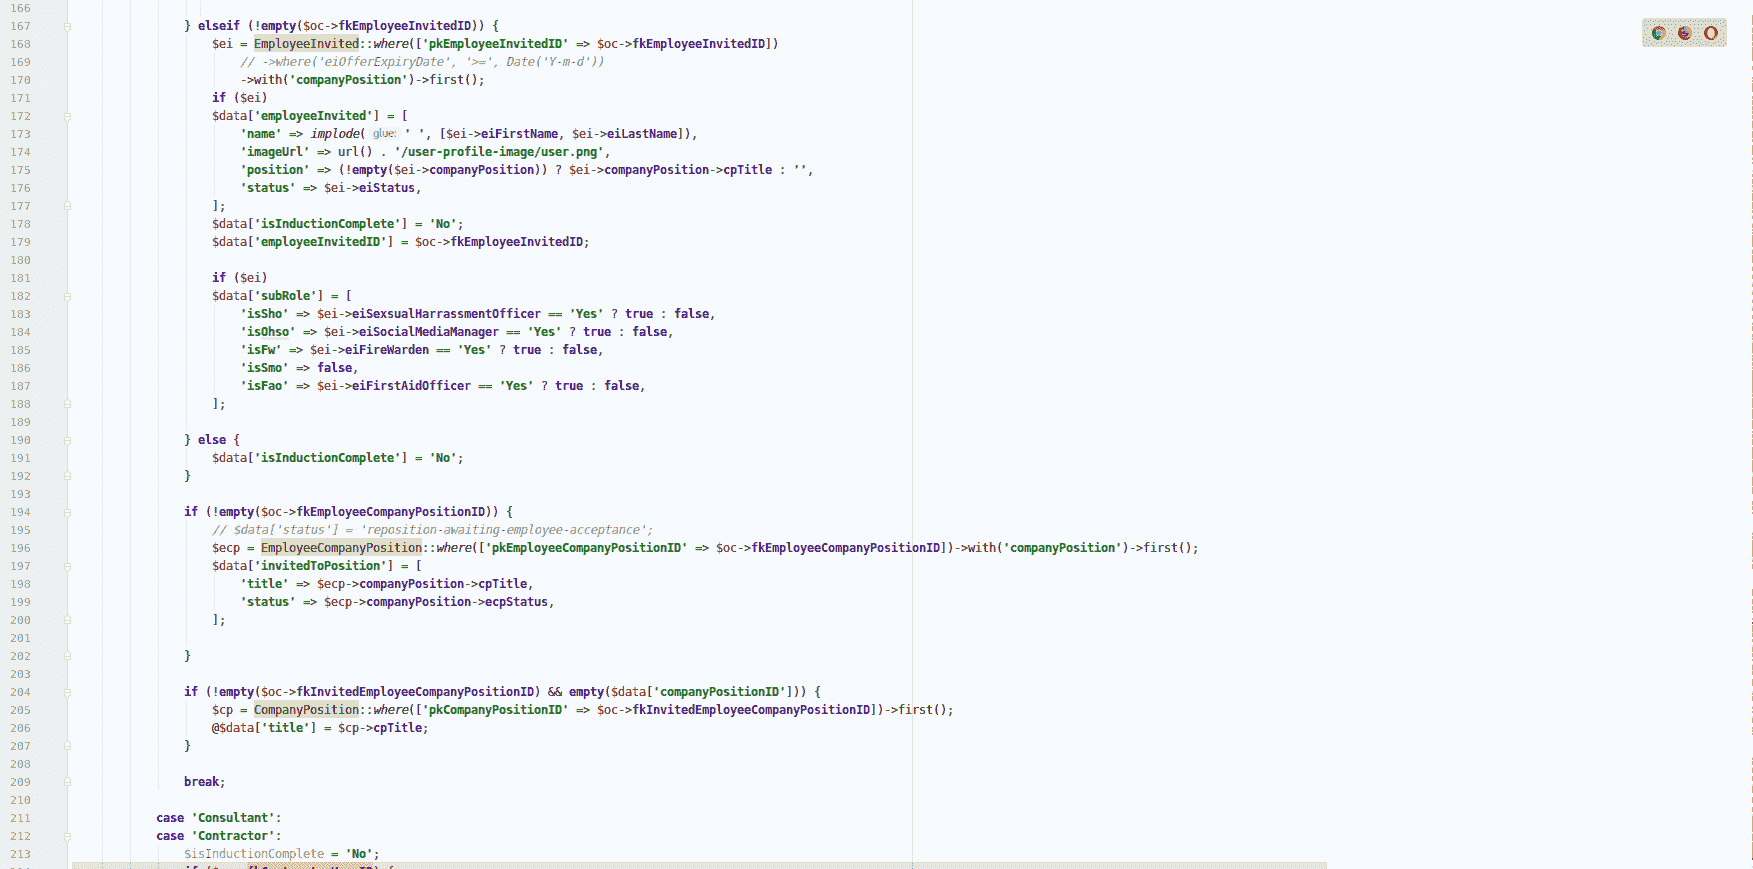 166
167 } elseif (!empty($oc->fkEmployeeInvitedID)) {
168 $ei = EmployeeInvited::where(['pkEmployeeInvitedID' => $oc->fkEmployeeInvitedID])
169 // ->where('eiOfferExpiryDate', '>=', Date('Y-m-d'))
170 ->with('companyPosition')->first();
171 if ($ei)
172 $data['employeeInvited'] = [
173 'name' => implode( glue: ' ', [$ei->eiFirstName, $ei->eiLastName]),
174 'imageUrl' => url() . '/user-profile-image/user.png',
175 'position' => (!empty($ei->companyPosition)) ? $ei->companyPosition->cpTitle : '',
176 'status' => $ei->eiStatus,
177 ];
178 $data['isInductionComplete'] = 'No';
179 $data['employeeInvitedID'] = $oc->fkEmployeeInvitedID;
180
181 if ($ei)
182 $data['subRole'] = [
183 'isSho' => $ei->eiSexsualHarrassmentOfficer == 'Yes' ? true : false,
184 'isOhso' => $ei->eiSocialMediaManager == 'Yes' ? true : false,
185 'isFw' => $ei->eiFireWarden == 'Yes' ? true : false,
186 'isSmo' => false,
187 'isFao' => $ei->eiFirstAidOfficer == 'Yes' ? true : false,
188 ];
189
190 } else {
191 $data['isInductionComplete'] = 'No';
192 }
193
194 if (!empty($oc->fkEmployeeCompanyPositionID)) {
195 // $data['status'] = 'reposition-awaiting-employee-acceptance';
196 $ecp = EmployeeCompanyPosition::where(['pkEmployeeCompanyPositionID' => $oc->fkEmployeeCompanyPositionID])->with('companyPosition')->first();
197 $data['invitedToPosition'] = [
198 'title' => $ecp->companyPosition->cpTitle,
199 'status' => $ecp->companyPosition->ecpStatus,
200 ];
201
202 }
203
204 if (!empty($oc->fkInvitedEmployeeCompanyPositionID) && empty($data['companyPositionID'])) {
205 $cp = CompanyPosition::where(['pkCompanyPositionID' => $oc->fkInvitedEmployeeCompanyPositionID])->first();
206 @$data['title'] = $cp->cpTitle;
207 }
208
209 break;
210
211 case 'Consultant':
212 case 'Contractor':
213 $isInductionComplete = 'No';